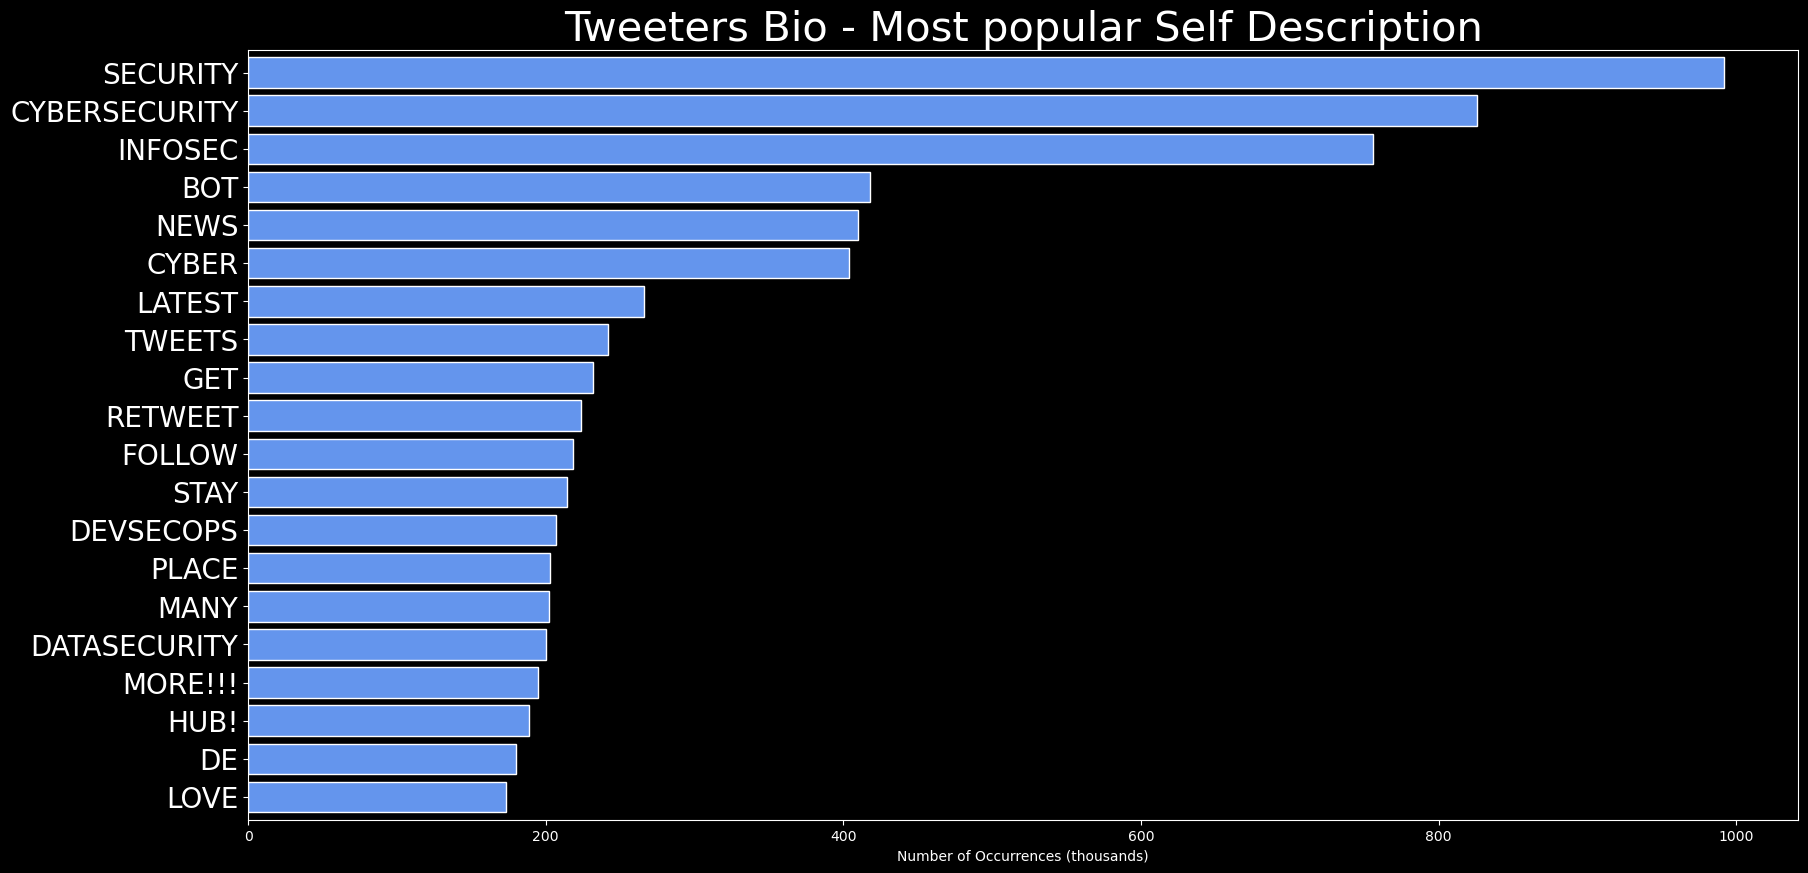 Tweeters Bio - Most popular Self Description
SECURITY
CYBERSECURITY
INFOSEC
BOT
NEWS
CYBER
LATEST
TWEETS
GET
RETWEET
FOLLOW
STAY
DEVSECOPS
PLACE
MANY
DATASECURITY
MORE!!!
HUB!
DE
LOVE
0 200 400 600 800 1000
Number of Occurrences (thousands)